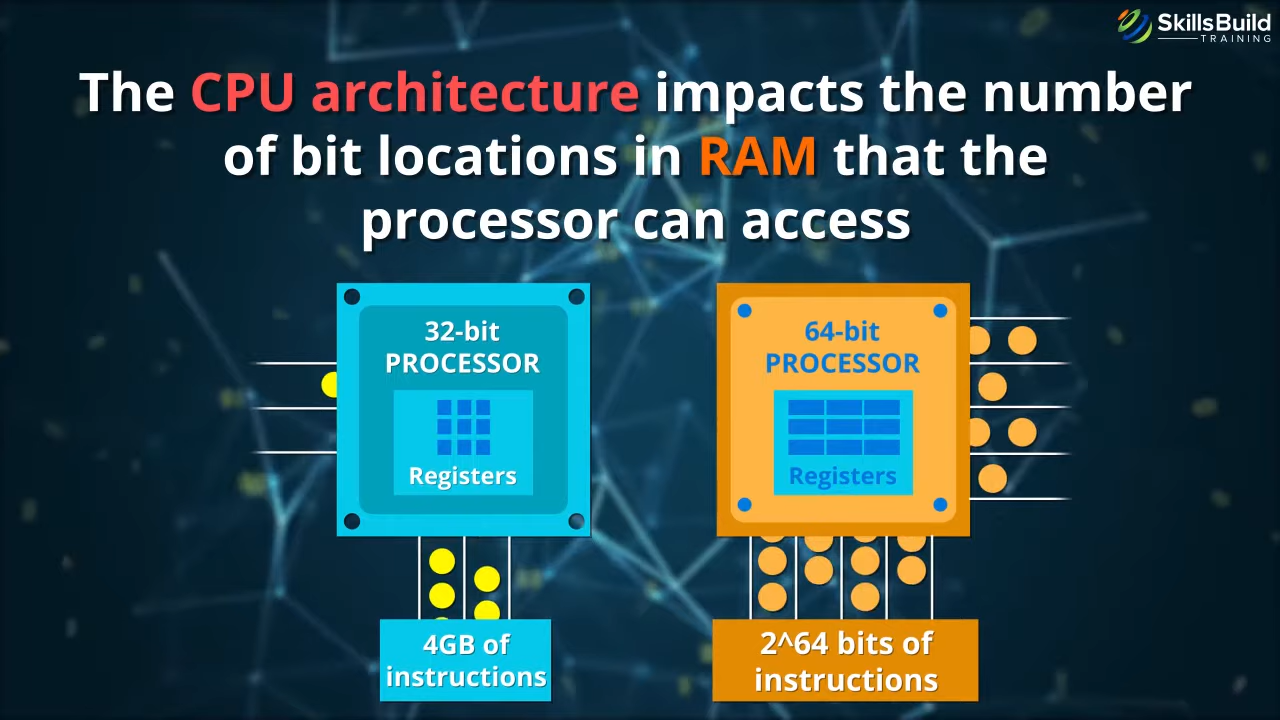 SkillsBuild
TRAINING
The CPU architecture impacts the number
of bit locations in RAM that the
processor can access
32-bit
PROCESSOR
Registers
64-bit
PROCESSOR
Registers
4GB of
instructions
2^64 bits of
instructions